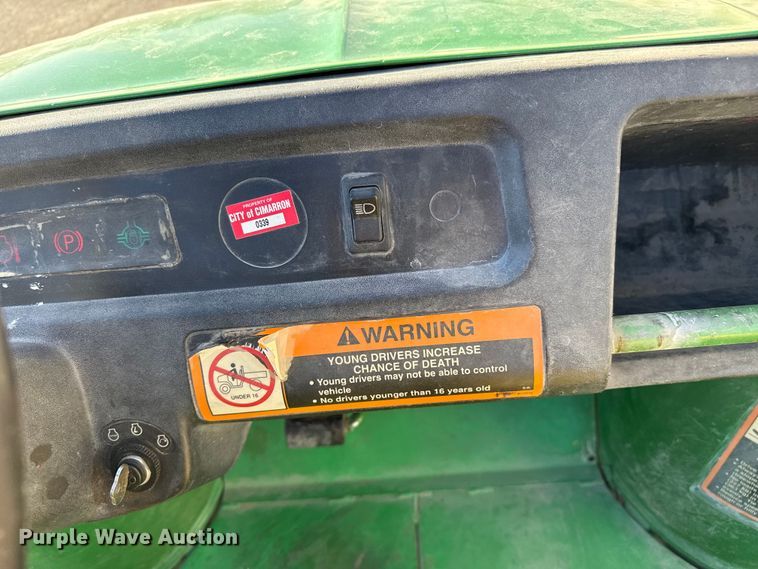 PROPERTY OF
CITY of CIMARRON
0339
WARNING
YOUNG DRIVERS INCREASE
CHANCE OF DEATH
• Young drivers may not be able to control
vehicle
• No drivers younger than 16 years old
UNDER 16
P
Purple Wave Auction